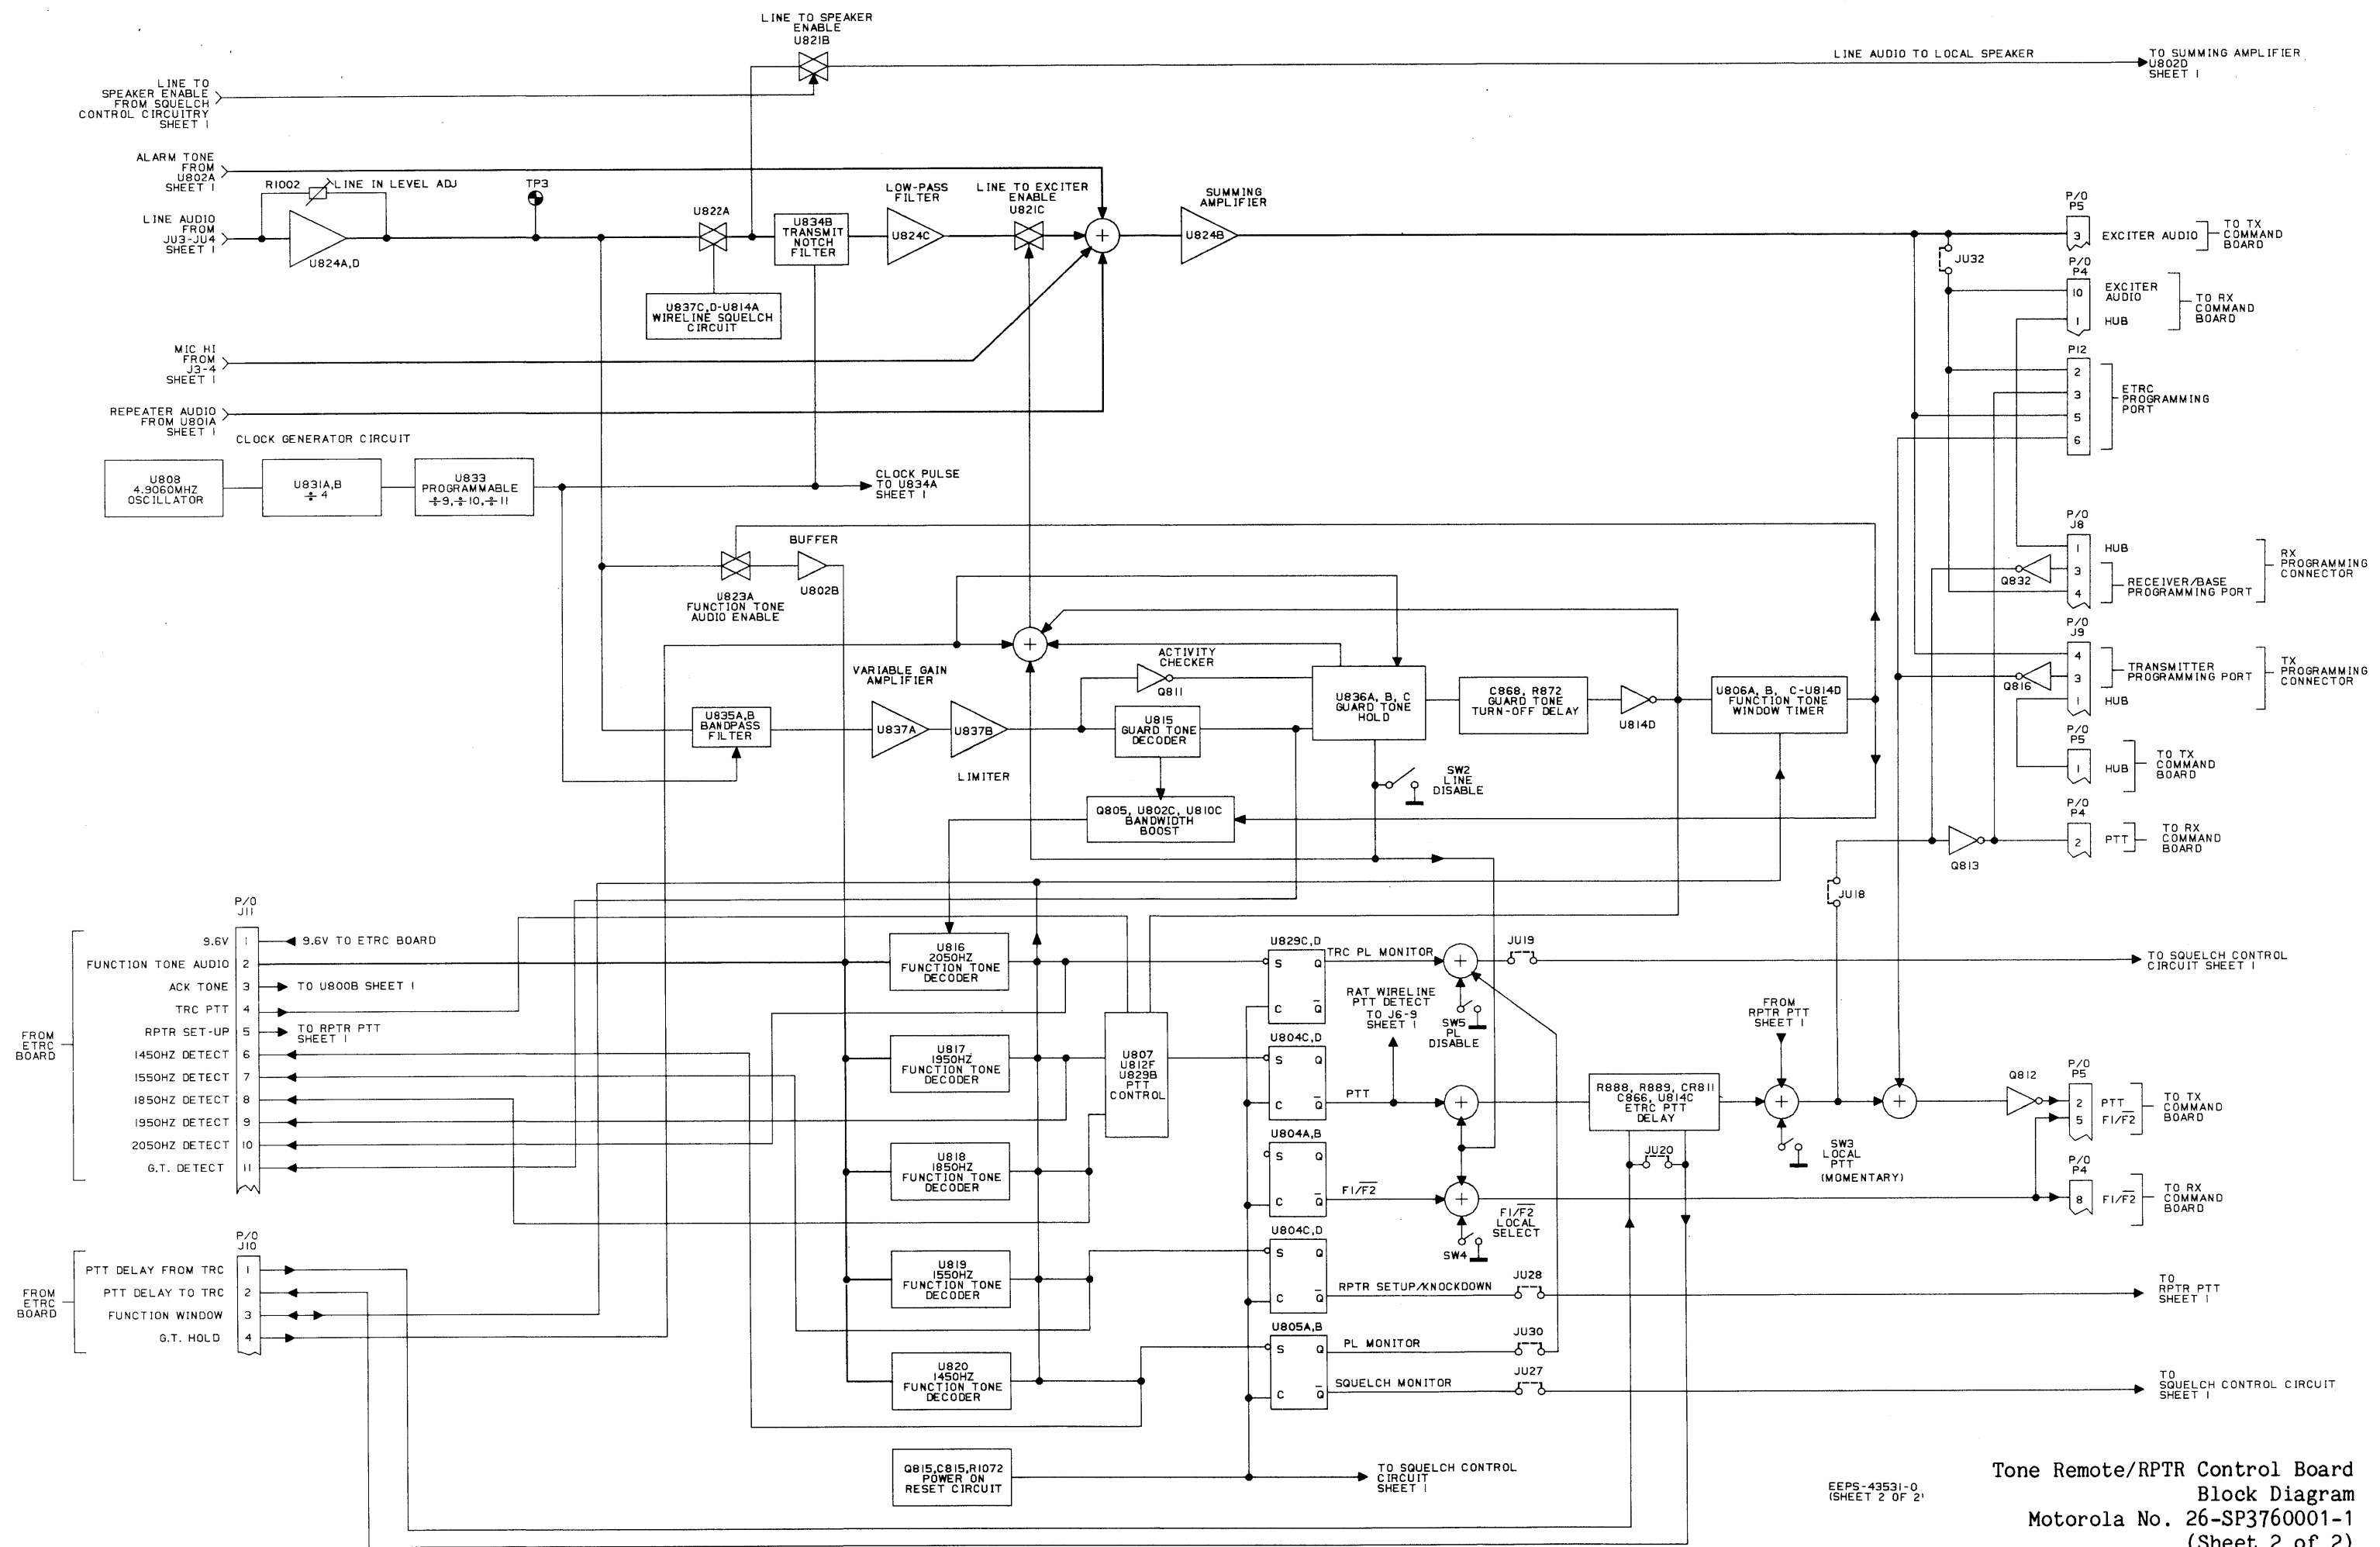 LINE TO SPEAKER
ENABLE
U821B
LINE AUDIO TO LOCAL SPEAKER
TO SUMMING AMPLIFIER
U802D
SHEET 1
LINE TO
SPEAKER ENABLE
FROM SQUELCH
CONTROL CIRCUITRY
SHEET 1
ALARM TONE
FROM
U802A
SHEET 1
R1002
LINE IN LEVEL ADJ
LINE AUDIO
FROM
JU3-JU4
SHEET 1
U824A,D
TP3
U822A
U834B
TRANSMIT
NOTCH
FILTER
LOW-PASS
FILTER
U824C
LINE TO EXCITER
ENABLE
U821C
+
SUMMING
AMPLIFIER
U824B
U837C,D-U814A
WIRELINE SQUELCH
CIRCUIT
MIC HI
FROM
J3-4
SHEET 1
REPEATER AUDIO
FROM U801A
SHEET 1
P/O
P5
3
EXCITER AUDIO
TO TX
COMMAND
BOARD
JU32
P/O
P4
10
EXCITER
AUDIO
1
HUB
TO RX
COMMAND
BOARD
P12
2
3
5
6
ETRC
PROGRAMMING
PORT
CLOCK GENERATOR CIRCUIT
U808
4.9060MHZ
OSCILLATOR
U831A,B
÷ 4
U833
PROGRAMMABLE
÷9,÷10,÷11
CLOCK PULSE
TO U834A
SHEET 1
P/O
J8
1
HUB
Q832
3
4
RECEIVER/BASE
PROGRAMMING PORT
RX
PROGRAMMING
CONNECTOR
BUFFER
U802B
U823A
FUNCTION TONE
AUDIO ENABLE
P/O
J9
4
3
1
Q816
TRANSMITTER
PROGRAMMING PORT
HUB
TX
PROGRAMMING
CONNECTOR
+
ACTIVITY
CHECKER
Q811
VARIABLE GAIN
AMPLIFIER
U835A,B
BANDPASS
FILTER
U837A
U837B
LIMITER
U815
GUARD TONE
DECODER
U836A, B, C
GUARD TONE
HOLD
C868, R872
GUARD TONE
TURN-OFF DELAY
U814D
U806A, B, C-U814D
FUNCTION TONE
WINDOW TIMER
P/O
P5
1
HUB
TO TX
COMMAND
BOARD
SW2
LINE
DISABLE
Q805, U802C, U810C
BANDWIDTH
BOOST
P/O
P4
2
PTT
TO RX
COMMAND
BOARD
Q813
JU18
FROM
ETRC
BOARD
P/O
J11
9.6V
1
9.6V TO ETRC BOARD
FUNCTION TONE AUDIO
2
ACK TONE
3
TO U800B SHEET 1
TRC PTT
4
RPTR SET-UP
5
TO RPTR PTT
SHEET 1
1450HZ DETECT
6
1550HZ DETECT
7
1850HZ DETECT
8
1950HZ DETECT
9
2050HZ DETECT
10
G.T. DETECT
11
U816
2050HZ
FUNCTION TONE
DECODER
U817
1950HZ
FUNCTION TONE
DECODER
U818
1850HZ
FUNCTION TONE
DECODER
U819
1550HZ
FUNCTION TONE
DECODER
U820
1450HZ
FUNCTION TONE
DECODER
U807
U812F
U829B
PTT
CONTROL
U829C,D
S Q
C Q̅
TRC PL MONITOR
+
JU19
TO SQUELCH CONTROL
CIRCUIT SHEET 1
RAT WIRELINE
PTT DETECT
TO J6-9
SHEET 1
SW5
PL
DISABLE
U804C,D
S Q
C Q̅
PTT
+
R888, R889, CR811
C866, U814C
ETRC PTT
DELAY
JU20
FROM
RPTR PTT
SHEET 1
+
SW3
LOCAL
PTT
(MOMENTARY)
+
Q812
P/O
P5
2
PTT
5
F1/F̅2̅
TO TX
COMMAND
BOARD
U804A,B
S Q
C Q̅
F1/F̅2̅
+
F1/F̅2̅
LOCAL
SELECT
SW4
P/O
P4
8
F1/F̅2̅
TO RX
COMMAND
BOARD
U804C,D
S Q
C Q̅
RPTR SETUP/KNOCKDOWN
JU28
TO
RPTR PTT
SHEET 1
U805A,B
S Q
C Q̅
PL MONITOR
JU30
SQUELCH MONITOR
JU27
TO
SQUELCH CONTROL CIRCUIT
SHEET 1
FROM
ETRC
BOARD
P/O
J10
PTT DELAY FROM TRC
1
PTT DELAY TO TRC
2
FUNCTION WINDOW
3
G.T. HOLD
4
Q815,C815,R1072
POWER ON
RESET CIRCUIT
TO SQUELCH CONTROL
CIRCUIT
SHEET 1
EEPS-43531-O
(SHEET 2 OF 2)
Tone Remote/RPTR Control Board
Block Diagram
Motorola No. 26-SP3760001-1
(Sheet 2 of 2)